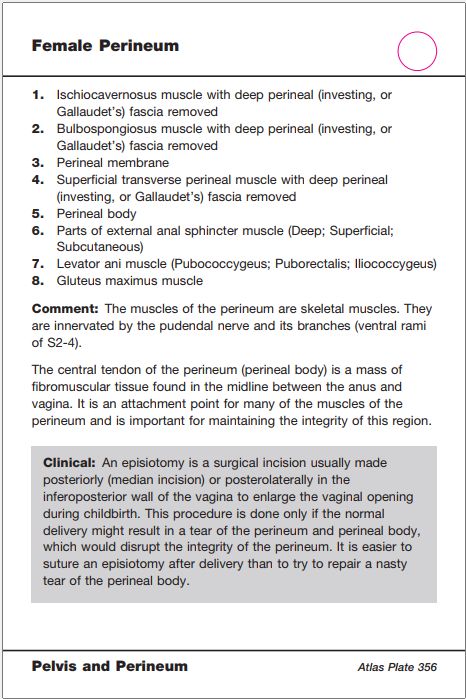 Female Perineum
1. Ischiocavernosus muscle with deep perineal (investing, or
Gallaudet's) fascia removed
2. Bulbospongiosus muscle with deep perineal (investing, or
Gallaudet's) fascia removed
3. Perineal membrane
4. Superficial transverse perineal muscle with deep perineal
(investing, or Gallaudet's) fascia removed
5. Perineal body
6. Parts of external anal sphincter muscle (Deep; Superficial;
Subcutaneous)
7. Levator ani muscle (Pubococcygeus; Puborectalis; Iliococcygeus)
8. Gluteus maximus muscle
Comment: The muscles of the perineum are skeletal muscles. They
are innervated by the pudendal nerve and its branches (ventral rami
of S2-4).
The central tendon of the perineum (perineal body) is a mass of
fibromuscular tissue found in the midline between the anus and
vagina. It is an attachment point for many of the muscles of the
perineum and is important for maintaining the integrity of this region.
Clinical: An episiotomy is a surgical incision usually made
posteriorly (median incision) or posterolaterally in the
inferoposterior wall of the vagina to enlarge the vaginal opening
during childbirth. This procedure is done only if the normal
delivery might result in a tear of the perineum and perineal body,
which would disrupt the integrity of the perineum. It is easier to
suture an episiotomy after delivery than to try to repair a nasty
tear of the perineal body.
Pelvis and Perineum
Atlas Plate 356